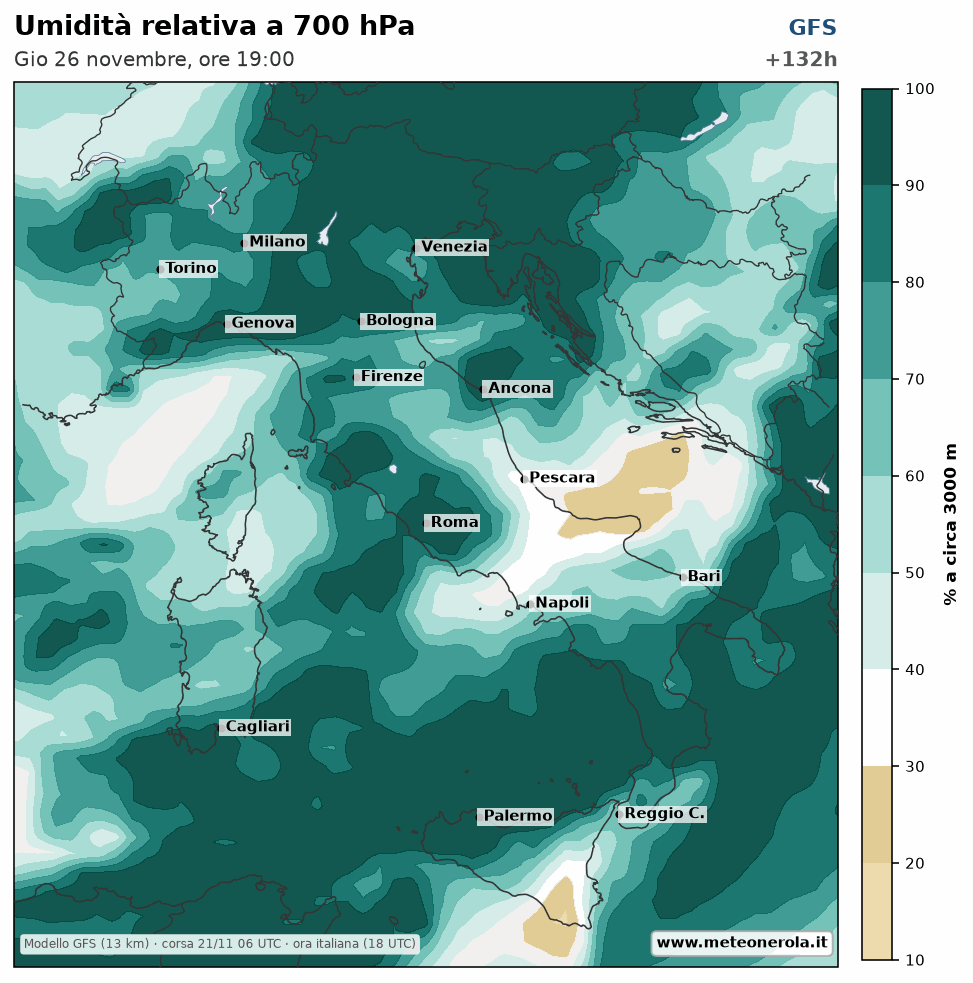 Umidità relativa a 700 hPa
GFS
Gio 26 novembre, ore 19:00
+132h
Milano
Venezia
Torino
Genova
Bologna
Firenze
Ancona
Pescara
Roma
Bari
Napoli
Cagliari
Palermo
Reggio C.
100
90
80
70
60
50
40
30
20
10
% a circa 3000 m
Modello GFS (13 km) · corsa 21/11 06 UTC · ora italiana (18 UTC)
www.meteonerola.it